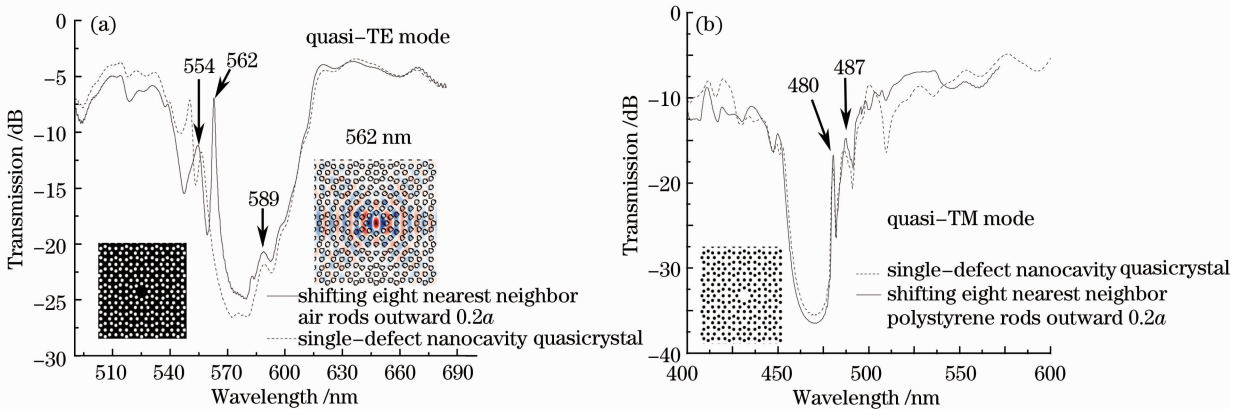 (a)
quasi−TE mode
0
−5
−10
−15
−20
−25
−30
Transmission /dB
554
562
589
562 nm
shifting eight nearest neighbor
air rods outward 0.2a
single−defect nanocavity quasicrystal
510 540 570 600 630 660 690
Wavelength /nm
(b)
0
−10
−20
−30
−40
Transmission /dB
480
487
quasi−TM mode
single−defect nanocavity quasicrystal
shifting eight nearest neighbor
polystyrene rods outward 0.2a
400 450 500 550 600
Wavelength /nm